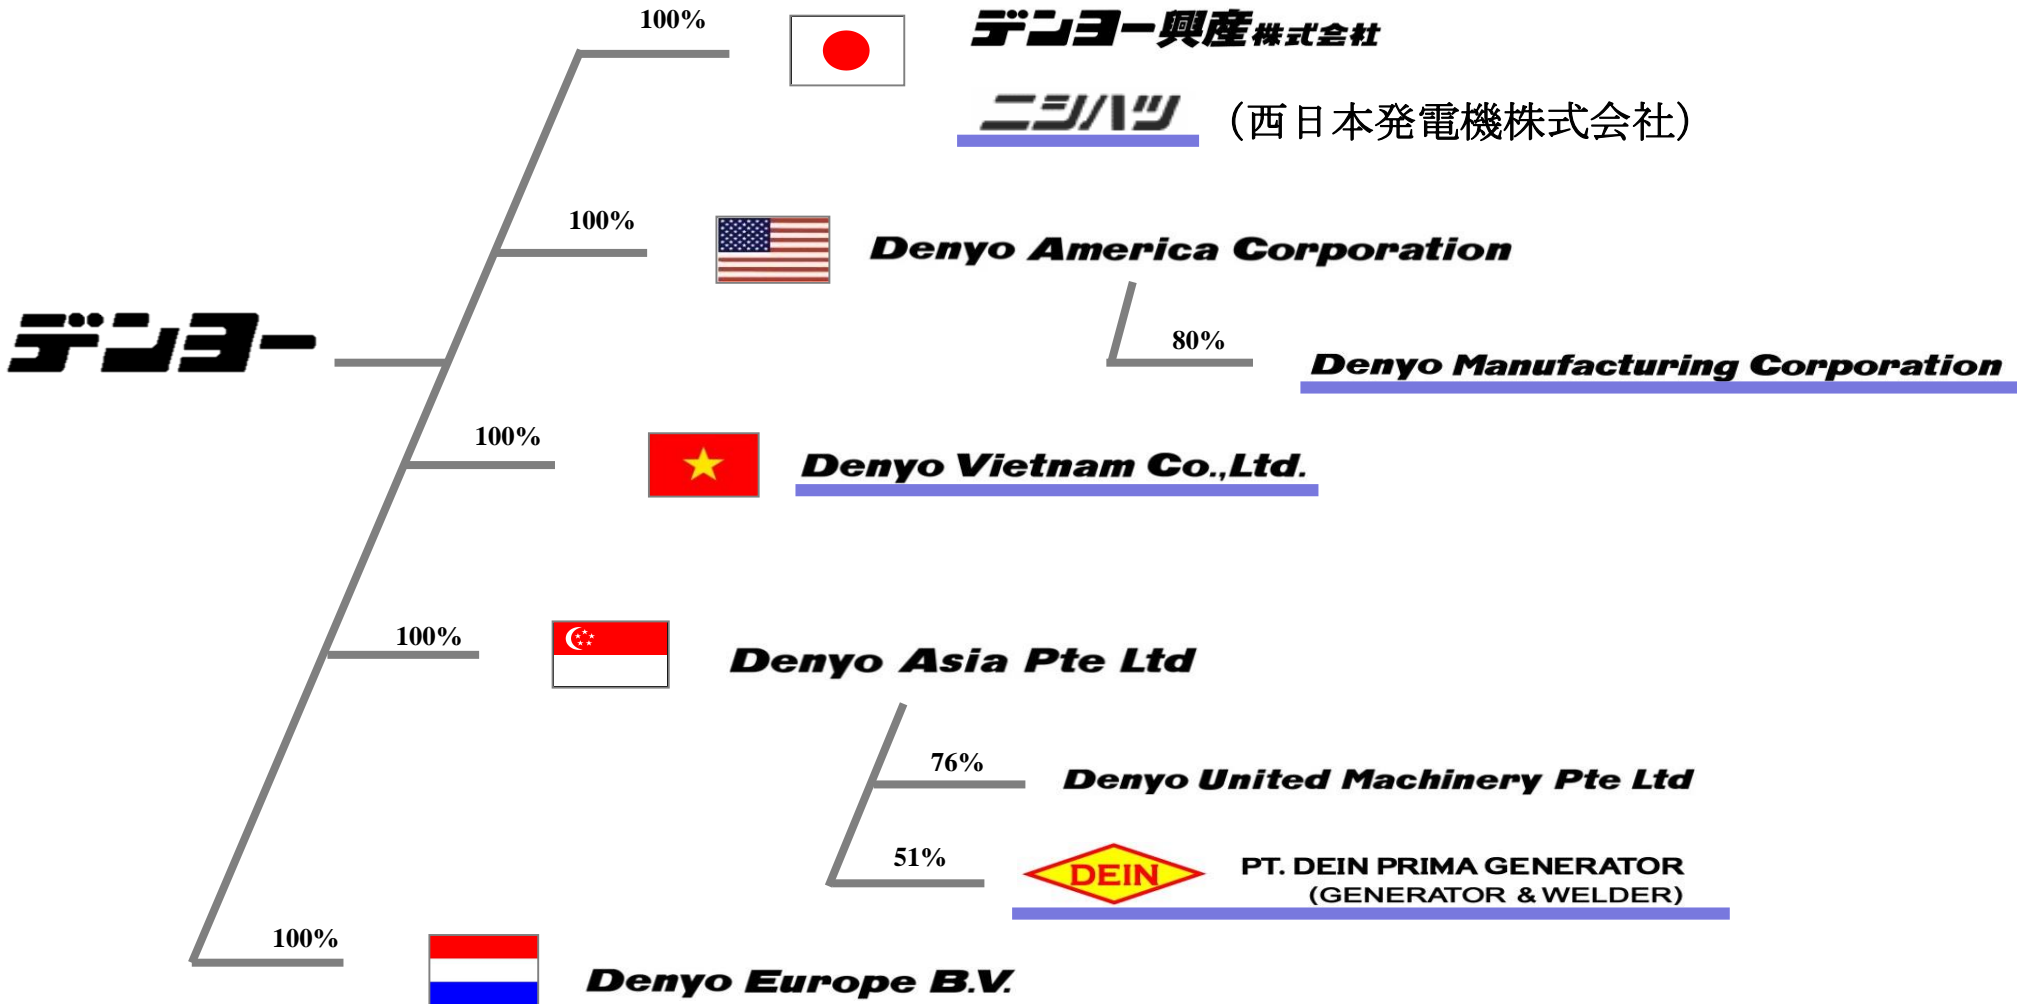 100%
デンヨー興産株式会社
ニシハツ （西日本発電機株式会社）
100%
Denyo America Corporation
デンヨー
80%
Denyo Manufacturing Corporation
100%
Denyo Vietnam Co.,Ltd.
100%
Denyo Asia Pte Ltd
76%
Denyo United Machinery Pte Ltd
51%
DEIN
PT. DEIN PRIMA GENERATOR
(GENERATOR & WELDER)
100%
Denyo Europe B.V.